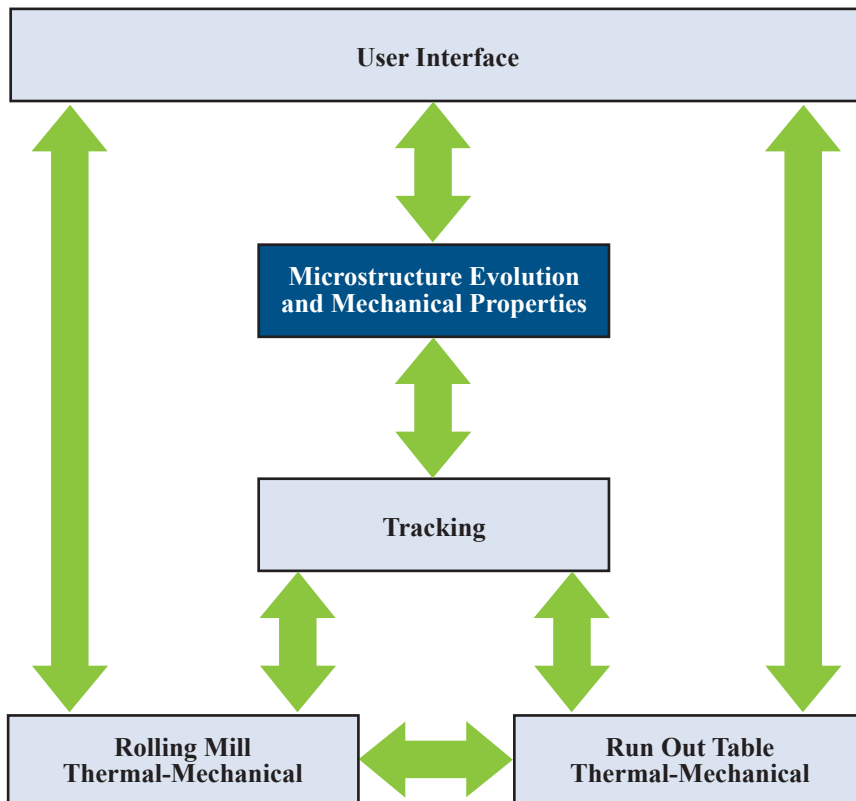 User Interface
Microstructure Evolution
and Mechanical Properties
Tracking
Rolling Mill
Thermal-Mechanical
Run Out Table
Thermal-Mechanical